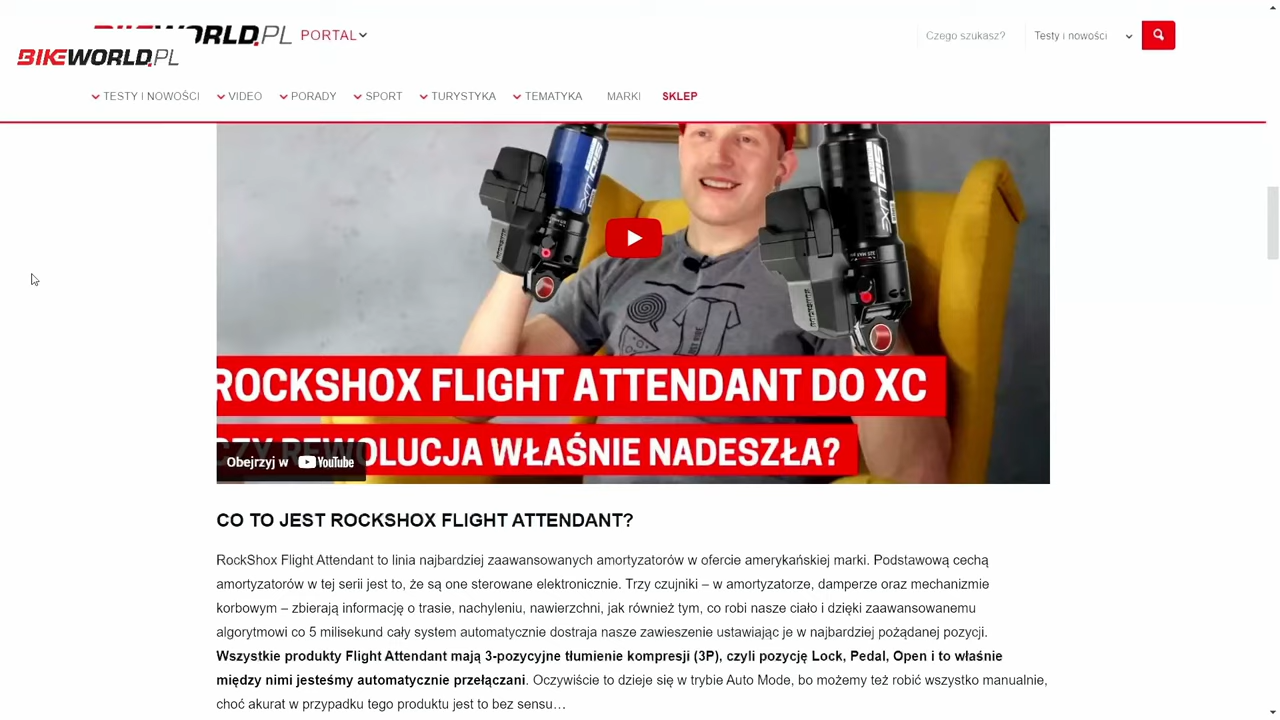 BIKEWORLD.PL PORTAL
Czego szukasz?
Testy i nowości
BIKEWORLD.PL
TESTY I NOWOŚCI VIDEO PORADY SPORT TURYSTYKA TEMATYKA MARKI SKLEP
ROCKSHOX FLIGHT ATTENDANT DO XC
CZY REWOLUCJA WŁAŚNIE NADESZŁA?
Obejrzyj w YouTube
CO TO JEST ROCKSHOX FLIGHT ATTENDANT?
RockShox Flight Attendant to linia najbardziej zaawansowanych amortyzatorów w ofercie amerykańskiej marki. Podstawową cechą
amortyzatorów w tej serii jest to, że są one sterowane elektronicznie. Trzy czujniki – w amortyzatorze, damperze oraz mechanizmie
korbowym – zbierają informację o trasie, nachyleniu, nawierzchni, jak również tym, co robi nasze ciało i dzięki zaawansowanemu
algorytmowi co 5 milisekund cały system automatycznie dostraja nasze zawieszenie ustawiając je w najbardziej pożądanej pozycji.
Wszystkie produkty Flight Attendant mają 3-pozycyjne tłumienie kompresji (3P), czyli pozycję Lock, Pedal, Open i to właśnie
między nimi jesteśmy automatycznie przełączani. Oczywiście to dzieje się w trybie Auto Mode, bo możemy też robić wszystko manualnie,
choć akurat w przypadku tego produktu jest to bez sensu…